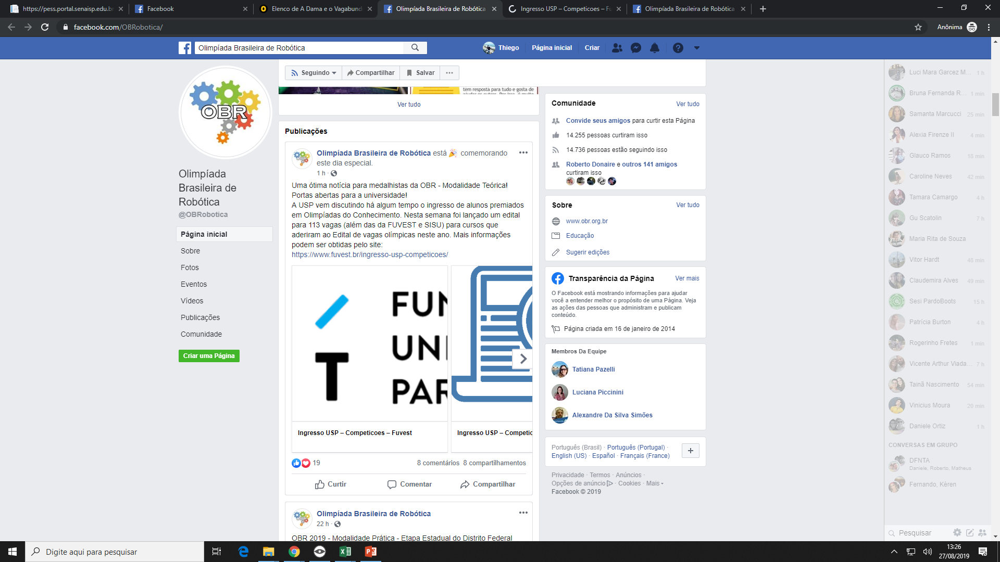 https://pess.portal.senaisp.edu.br
Facebook
Elenco de A Dama e o Vagabund
Olimpíada Brasileira de Robótica
Ingresso USP – Competicoes – Fu
Olimpíada Brasileira de Robótica
facebook.com/OBRobotica/
Anônima
Olimpíada Brasileira de Robótica
Thiego
Página inicial
Criar
OBR
Olimpíada
Brasileira de
Robótica
@OBRobotica
Página inicial
Sobre
Fotos
Eventos
Vídeos
Publicações
Comunidade
Criar uma Página
Seguindo
Compartilhar
Salvar
tem resposta para tudo e gosta de
Ver tudo
Publicações
Olimpíada Brasileira de Robótica está 🎉 comemorando
este dia especial.
1 h ·
Uma ótima notícia para medalhistas da OBR - Modalidade Teórica!
Portas abertas para a universidade!
A USP vem discutindo há algum tempo o ingresso de alunos premiados
em Olimpíadas do Conhecimento. Nesta semana foi lançado um edital
para 113 vagas (além das da FUVEST e SISU) para cursos que
aderiram ao Edital de vagas olímpicas neste ano. Mais informações
podem ser obtidas pelo site:
https://www.fuvest.br/ingresso-usp-competicoes/
T
FUN
UNI
PAR
Ingresso USP – Competicoes – Fuvest
Ingresso USP – Competic
19
8 comentários 8 compartilhamentos
Curtir
Comentar
Compartilhar
Olimpíada Brasileira de Robótica
22 h ·
OBR 2019 - Modalidade Prática - Etapa Estadual do Distrito Federal
Comunidade
Ver tudo
Convide seus amigos para curtir esta Página
14.255 pessoas curtiram isso
14.736 pessoas estão seguindo isso
Roberto Donaire e outros 141 amigos
curtiram isso
Sobre
Ver tudo
www.obr.org.br
Educação
Sugerir edições
Transparência da Página
Ver mais
O Facebook está mostrando informações para ajudar
você a entender melhor o propósito de uma Página. Veja
as ações das pessoas que administram e publicam
conteúdo.
Página criada em 16 de janeiro de 2014
Membros Da Equipe
Tatiana Pazelli
Luciana Piccinini
Alexandre Da Silva Simões
Português (Brasil) · Português (Portugal) ·
English (US) · Español · Français (France)
Privacidade · Termos · Anúncios ·
Opções de anúncio · Cookies · Mais
Facebook © 2019
Luci Mara Garcez M... 1 h
Bruna Fernanda R... 1 min
Samanta Marcucci 25 min
Alexia Firenze II 4 min
Glauco Ramos 18 min
Caroline Neves 42 min
Tamara Camargo 4 h
Gu Scatolin 7 h
Maria Rita de Souza
Vitor Hardt 48 min
Claudemira Alves 49 min
Sesi PardoBoots 15 h
Patrícia Burton 4 h
Rogerinho Fretes 1 min
Vicente Arthur Viada... 7 h
Tainã Nascimento 54 min
Vinicius Moura 20 min
Daniele Ortiz 1 h
CONVERSAS EM GRUPO
DFNTA
Daniele, Roberto, Matheus
Fernando, Kéren
Pesquisar
Digite aqui para pesquisar
13:26
27/08/2019